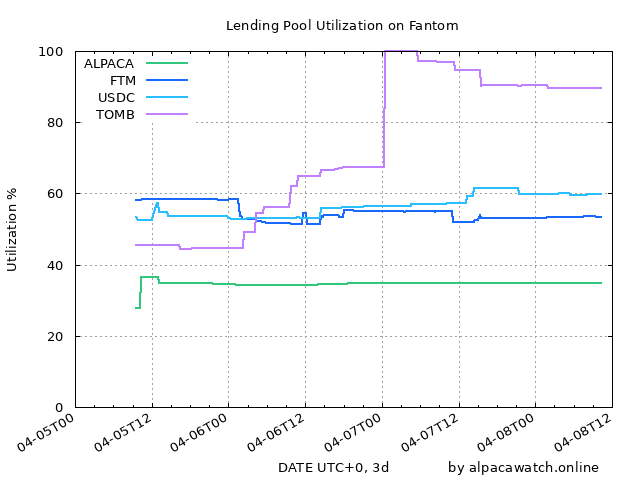 Lending Pool Utilization on Fantom
100
80
60
40
20
0
Utilization %
ALPACA
FTM
USDC
TOMB
04-05T00
04-05T12
04-06T00
04-06T12
04-07T00
04-07T12
04-08T00
04-08T12
DATE UTC+0, 3d
by alpacawatch.online